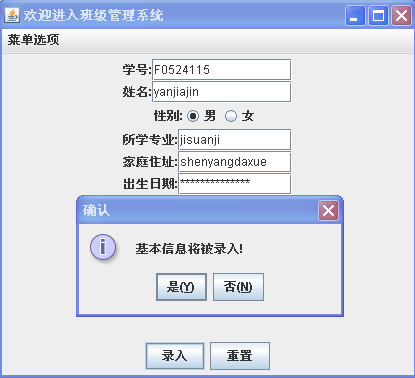 欢迎进入班级管理系统
菜单选项
学号:F0524115
姓名:yanjiajin
性别: 男 女
所学专业:jisuanji
家庭住址:shenyangdaxue
出生日期:**************
确认
基本信息将被录入!
是(Y) 否(N)
录入 重置